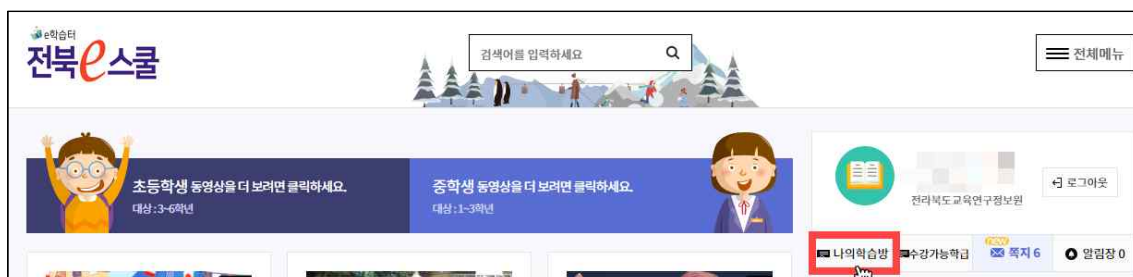 e학습터
전북e스쿨
검색어를 입력하세요
전체메뉴
초등학생 동영상을 더 보려면 클릭하세요.
대상 : 3~6학년
중학생 동영상을 더 보려면 클릭하세요.
대상 : 1~3학년
로그아웃
전라북도교육연구정보원
나의학습방
수강가능학급
new
쪽지 6
알림장 0